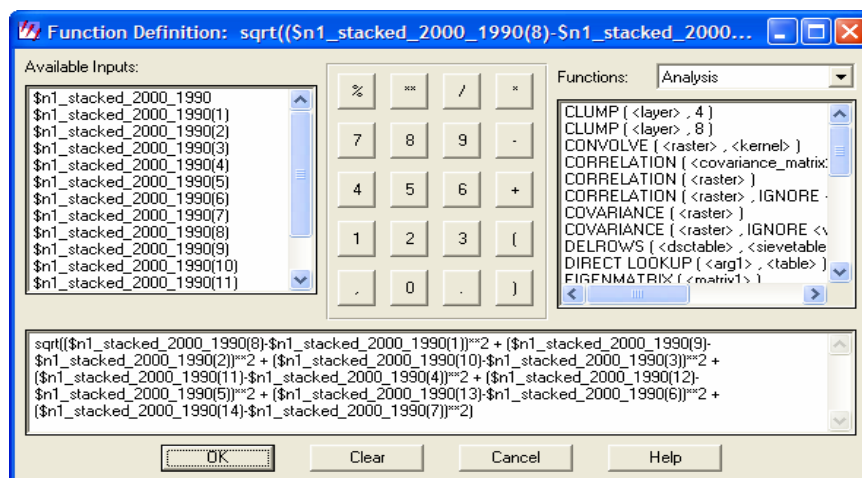 Function Definition: sqrt(($n1_stacked_2000_1990(8)-$n1_stacked_2000...
Available Inputs:
$n1_stacked_2000_1990
$n1_stacked_2000_1990(1)
$n1_stacked_2000_1990(2)
$n1_stacked_2000_1990(3)
$n1_stacked_2000_1990(4)
$n1_stacked_2000_1990(5)
$n1_stacked_2000_1990(6)
$n1_stacked_2000_1990(7)
$n1_stacked_2000_1990(8)
$n1_stacked_2000_1990(9)
$n1_stacked_2000_1990(10)
$n1_stacked_2000_1990(11)
% ** / *
7 8 9 -
4 5 6 +
1 2 3 (
, 0 . )
Functions: Analysis
CLUMP ( <layer> , 4 )
CLUMP ( <layer> , 8 )
CONVOLVE ( <raster> , <kernel> )
CORRELATION ( <covariance_matrix
CORRELATION ( <raster> )
CORRELATION ( <raster> , IGNORE <
COVARIANCE ( <raster> )
COVARIANCE ( <raster> , IGNORE <v
DELROWS ( <dsctable> , <sievetable
DIRECT LOOKUP ( <arg1> , <table> )
EIGENMATRIX ( <matrix1> )
sqrt(($n1_stacked_2000_1990(8)-$n1_stacked_2000_1990(1))**2 + ($n1_stacked_2000_1990(9)-
$n1_stacked_2000_1990(2))**2 + ($n1_stacked_2000_1990(10)-$n1_stacked_2000_1990(3))**2 +
($n1_stacked_2000_1990(11)-$n1_stacked_2000_1990(4))**2 + ($n1_stacked_2000_1990(12)-
$n1_stacked_2000_1990(5))**2 + ($n1_stacked_2000_1990(13)-$n1_stacked_2000_1990(6))**2 +
($n1_stacked_2000_1990(14)-$n1_stacked_2000_1990(7))**2)
OK Clear Cancel Help